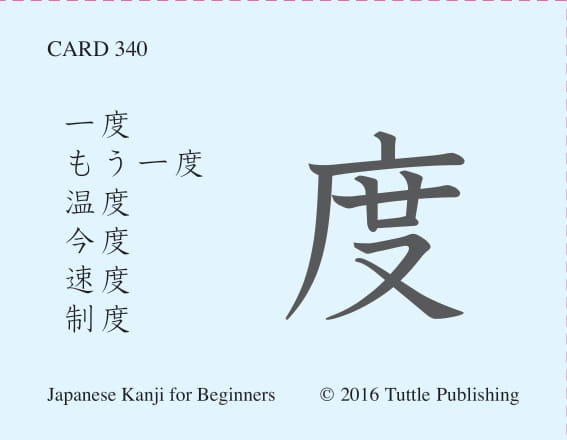 CARD 340
一度
もう一度
温度
今度
速度
制度
度
Japanese Kanji for Beginners © 2016 Tuttle Publishing